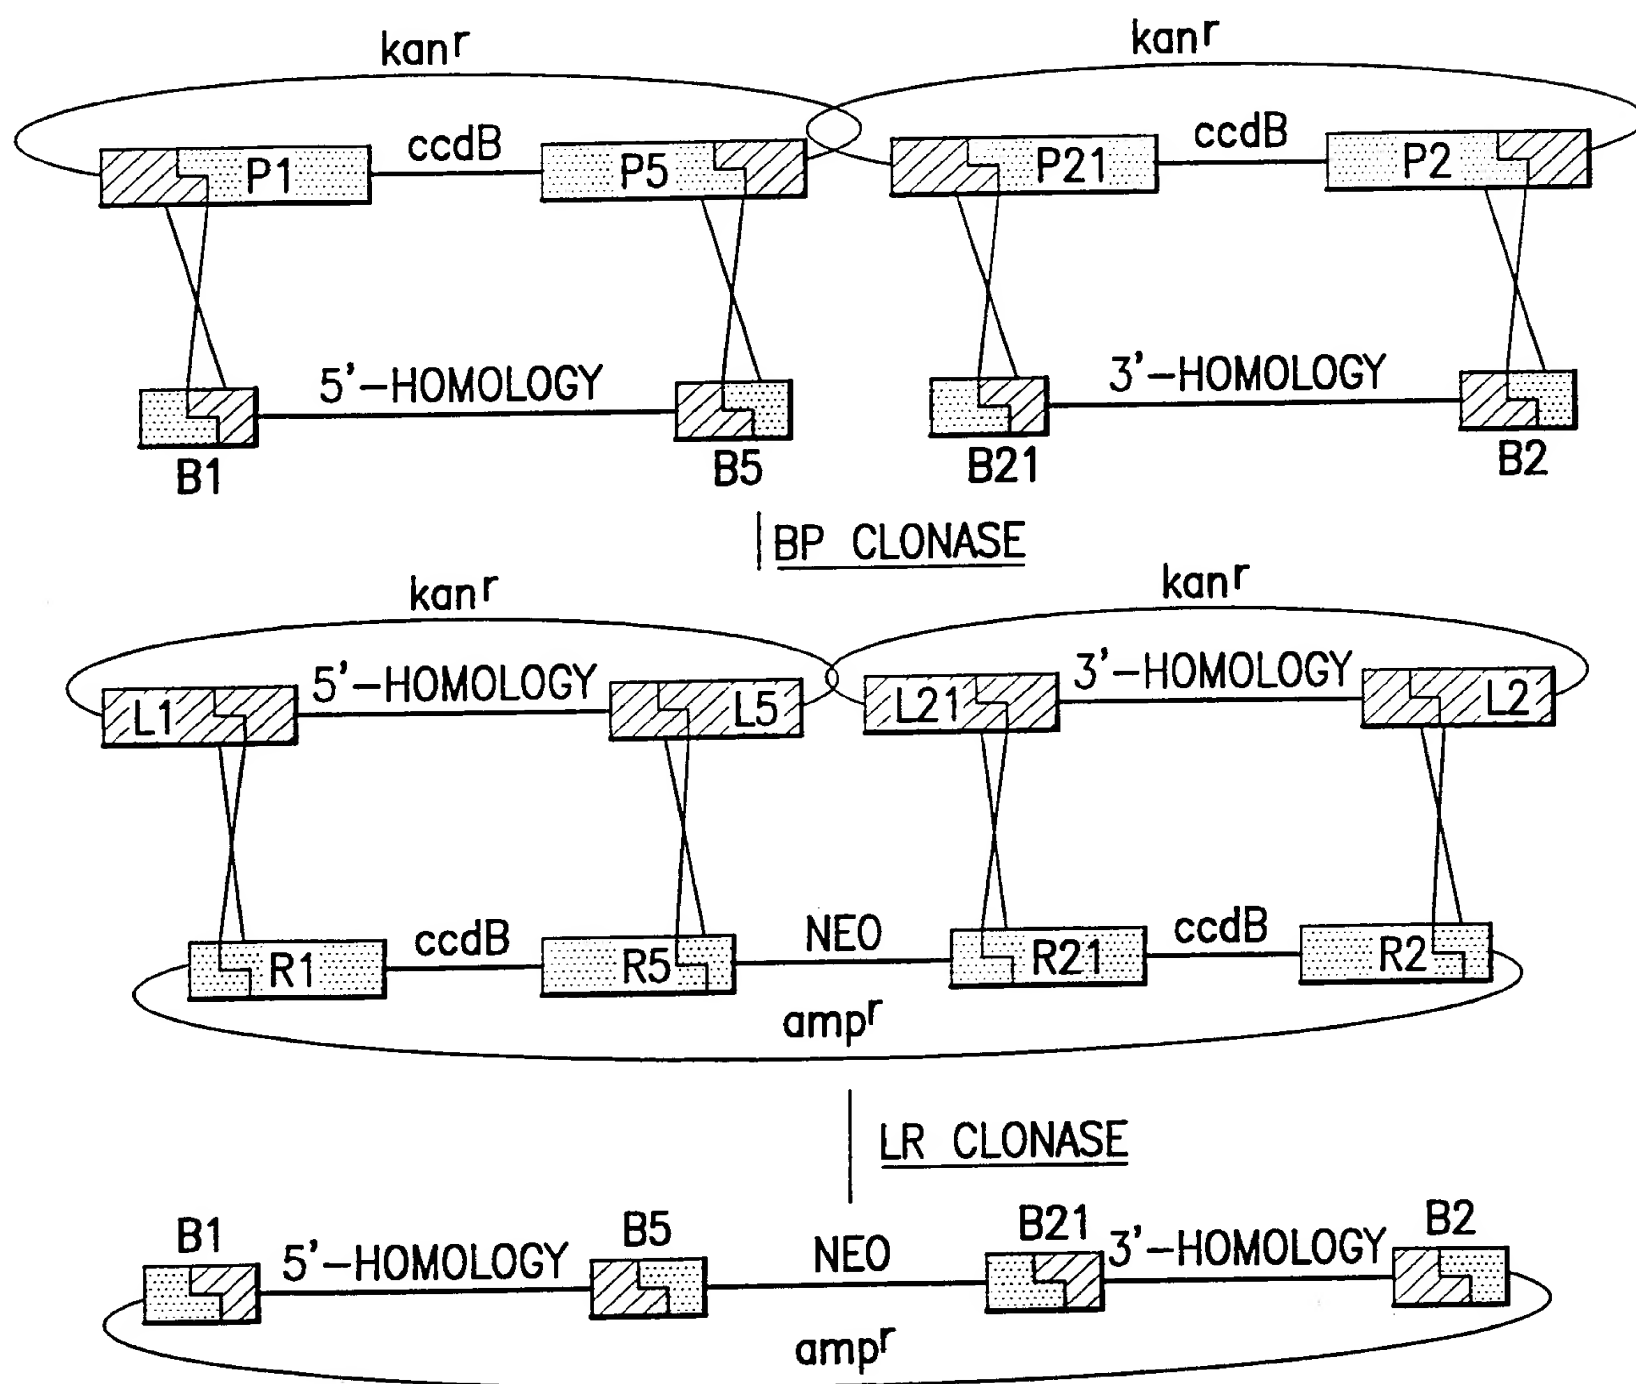 kanr kanr
P1 ccdB P5 P21 ccdB P2
5'-HOMOLOGY 3'-HOMOLOGY
B1 B5 B21 B2
BP CLONASE
kanr kanr
L1 5'-HOMOLOGY L5 L21 3'-HOMOLOGY L2
R1 ccdB R5 NEO R21 ccdB R2
ampr
LR CLONASE
B1 5'-HOMOLOGY B5 NEO B21 3'-HOMOLOGY B2
ampr